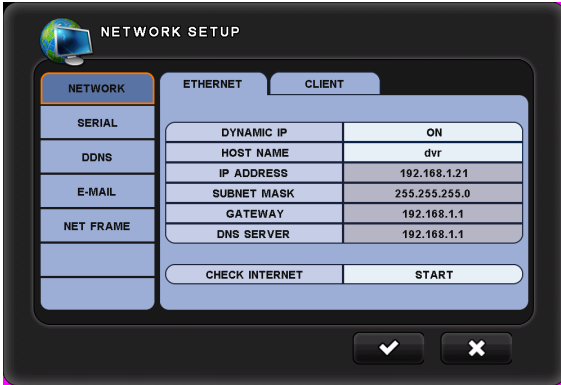 NETWORK SETUP
NETWORK
SERIAL
DDNS
E-MAIL
NET FRAME
ETHERNET CLIENT
DYNAMIC IP ON
HOST NAME dvr
IP ADDRESS 192.168.1.21
SUBNET MASK 255.255.255.0
GATEWAY 192.168.1.1
DNS SERVER 192.168.1.1
CHECK INTERNET START